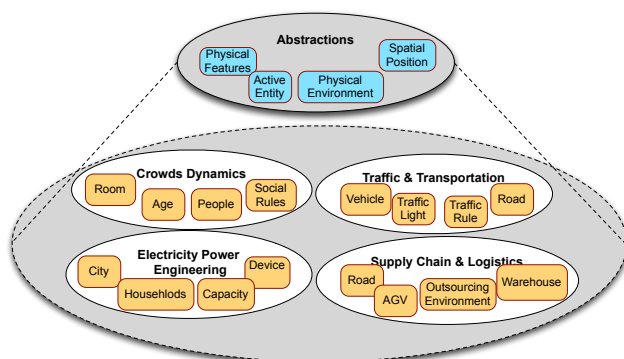 Abstractions
Physical
Features
Spatial
Position
Active
Entity
Physical
Environment
Crowds Dynamics
Room
Age
People
Social
Rules
Traffic & Transportation
Vehicle
Traffic
Light
Traffic
Rule
Road
Electricity Power
Engineering
City
Househlods
Capacity
Device
Supply Chain & Logistics
Road
AGV
Outsourcing
Environment
Warehouse